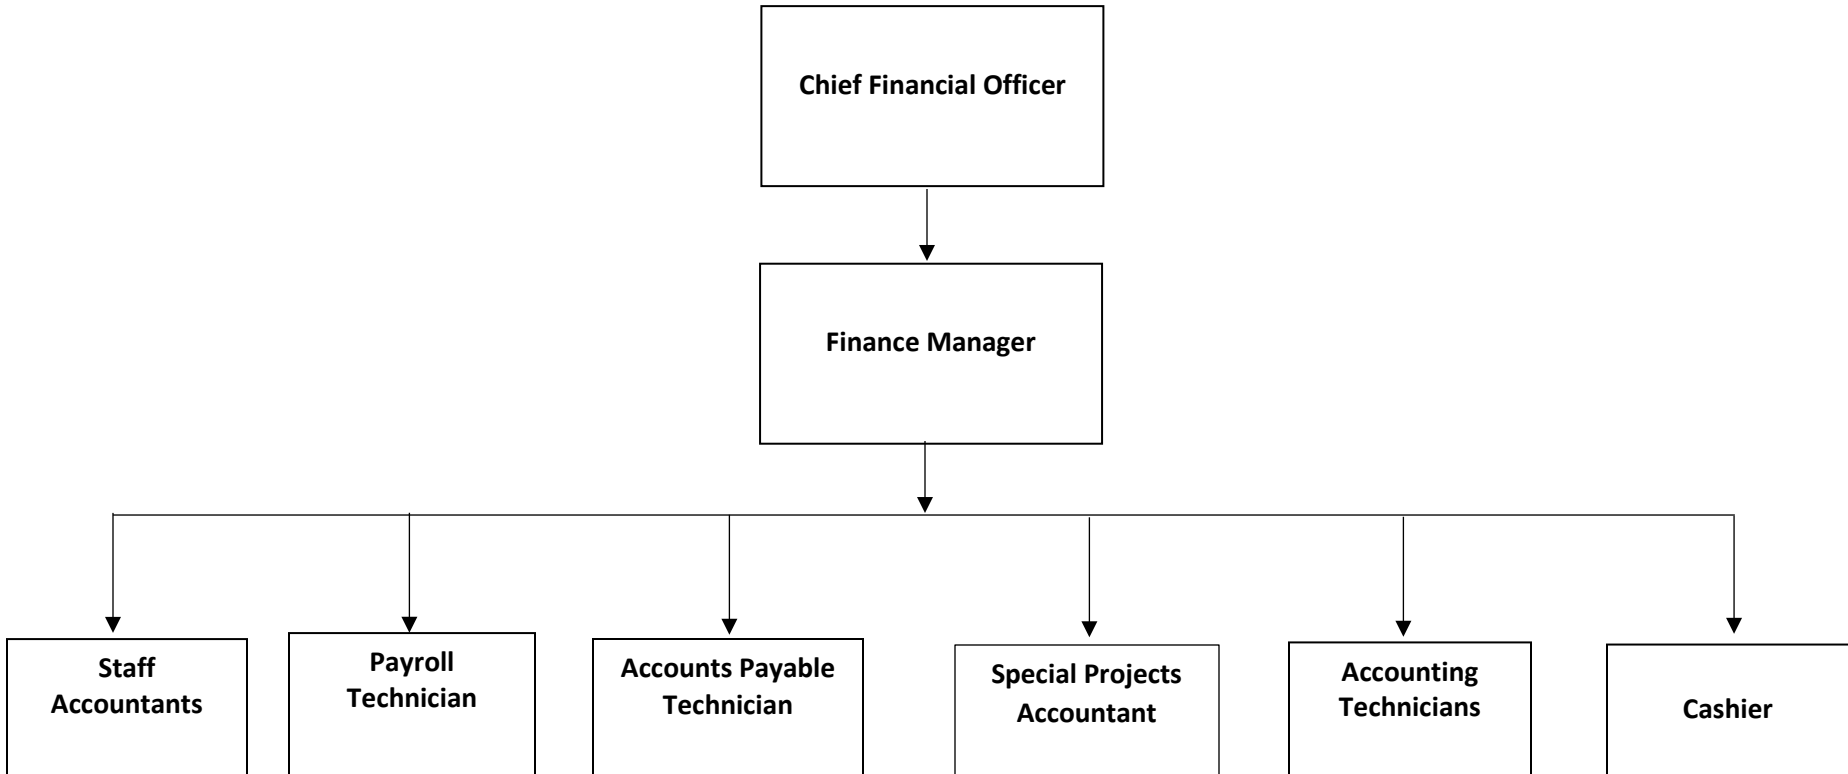 Chief Financial Officer
Finance Manager
Staff
Accountants
Payroll
Technician
Accounts Payable
Technician
Special Projects
Accountant
Accounting
Technicians
Cashier